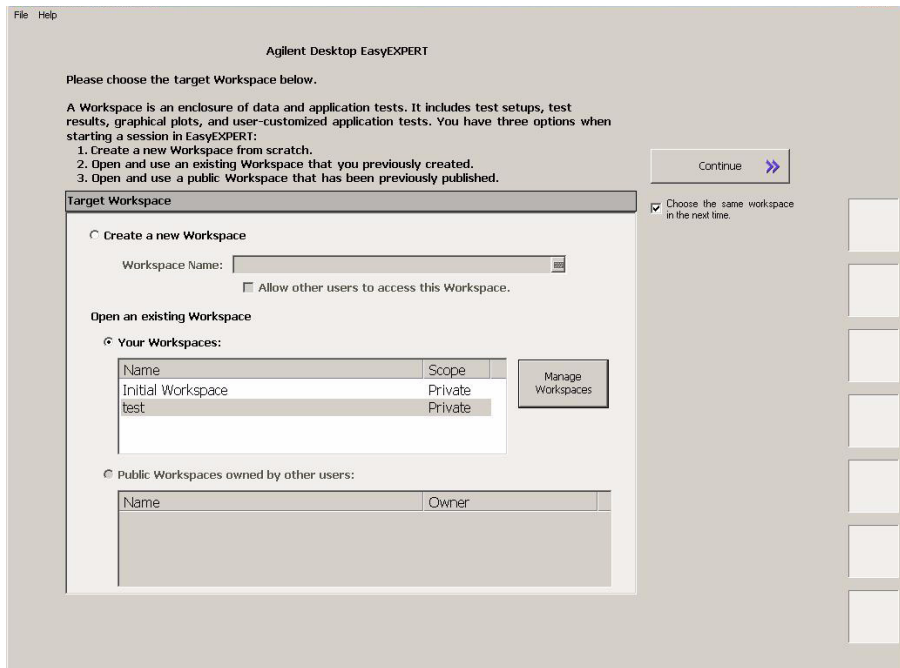 File Help
Agilent Desktop EasyEXPERT
Please choose the target Workspace below.
A Workspace is an enclosure of data and application tests. It includes test setups, test
results, graphical plots, and user-customized application tests. You have three options when
starting a session in EasyEXPERT:
1. Create a new Workspace from scratch.
2. Open and use an existing Workspace that you previously created.
3. Open and use a public Workspace that has been previously published.
Continue
Choose the same workspace
in the next time.
Target Workspace
Create a new Workspace
Workspace Name:
Allow other users to access this Workspace.
Open an existing Workspace
Your Workspaces:
Name Scope
Initial Workspace Private
test Private
Manage
Workspaces
Public Workspaces owned by other users:
Name Owner